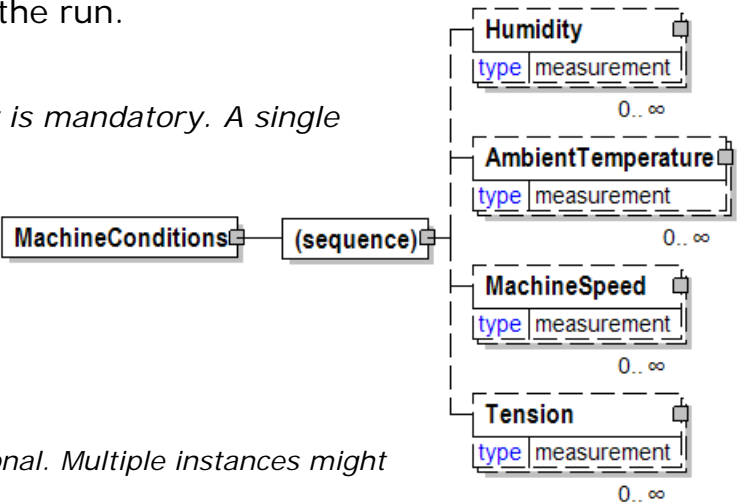 the run.
is mandatory. A single
onal. Multiple instances might
MachineConditions
(sequence)
Humidity
type measurement
0.. ∞
AmbientTemperature
type measurement
0.. ∞
MachineSpeed
type measurement
0.. ∞
Tension
type measurement
0.. ∞